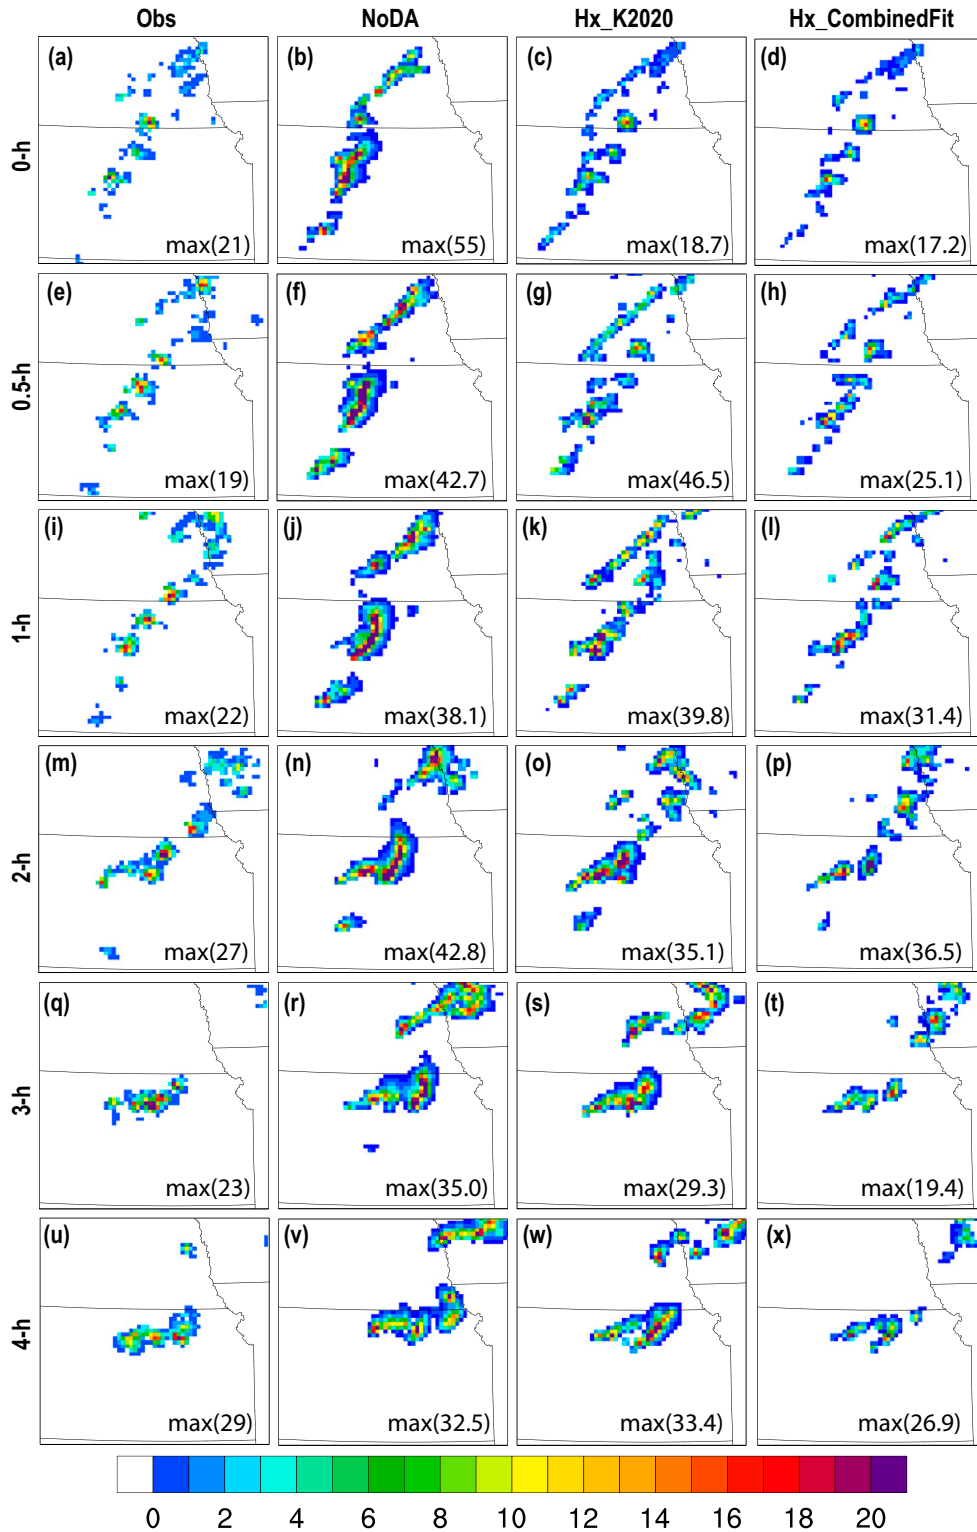 Obs NoDA Hx_K2020 Hx_CombinedFit
0-h
(a) (b) (c) (d)
max(21) max(55) max(18.7) max(17.2)
0.5-h
(e) (f) (g) (h)
max(19) max(42.7) max(46.5) max(25.1)
1-h
(i) (j) (k) (l)
max(22) max(38.1) max(39.8) max(31.4)
2-h
(m) (n) (o) (p)
max(27) max(42.8) max(35.1) max(36.5)
3-h
(q) (r) (s) (t)
max(23) max(35.0) max(29.3) max(19.4)
4-h
(u) (v) (w) (x)
max(29) max(32.5) max(33.4) max(26.9)
0 2 4 6 8 10 12 14 16 18 20